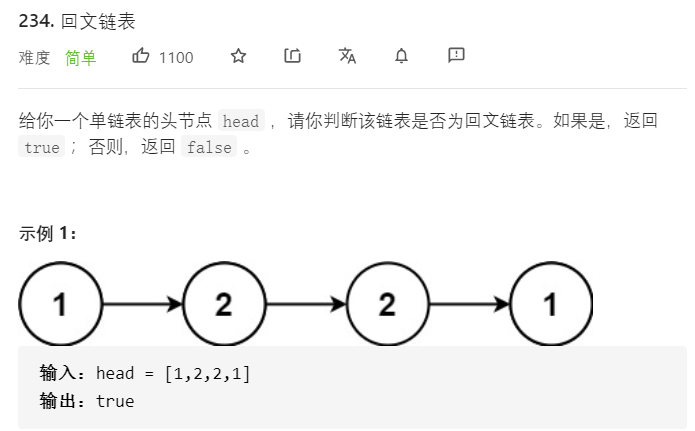 234. 回文链表
难度 简单 1100
给你一个单链表的头节点 head ，请你判断该链表是否为回文链表。如果是，返回
true ；否则，返回 false 。
示例 1：
1 2 2 1
输入：head = [1,2,2,1]
输出：true